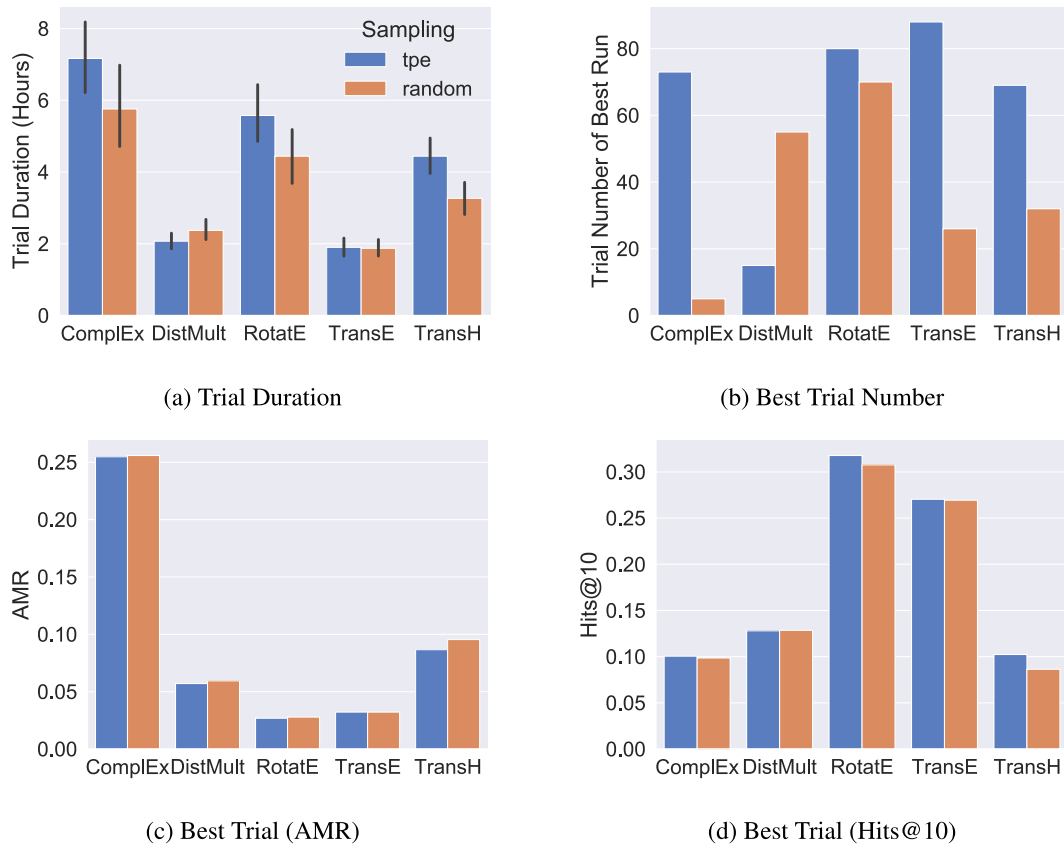 Trial Duration (Hours)
8
6
4
2
0
Sampling
tpe
random
ComplEx DistMult RotatE TransE TransH
(a) Trial Duration
Trial Number of Best Run
80
60
40
20
0
ComplEx DistMult RotatE TransE TransH
(b) Best Trial Number
AMR
0.25
0.20
0.15
0.10
0.05
0.00
ComplEx DistMult RotatE TransE TransH
(c) Best Trial (AMR)
Hits@10
0.30
0.25
0.20
0.15
0.10
0.05
0.00
ComplEx DistMult RotatE TransE TransH
(d) Best Trial (Hits@10)